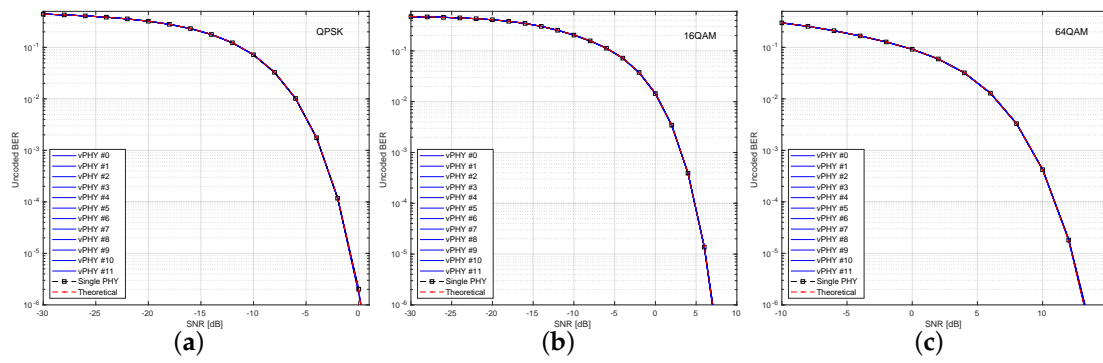 QPSK
10^-1
10^-2
10^-3
10^-4
10^-5
10^-6
Uncoded BER
vPHY #0
vPHY #1
vPHY #2
vPHY #3
vPHY #4
vPHY #5
vPHY #6
vPHY #7
vPHY #8
vPHY #9
vPHY #10
vPHY #11
Single PHY
Theoretical
-30 -25 -20 -15 -10 -5 0
SNR [dB]
(a)
16QAM
10^-1
10^-2
10^-3
10^-4
10^-5
10^-6
Uncoded BER
vPHY #0
vPHY #1
vPHY #2
vPHY #3
vPHY #4
vPHY #5
vPHY #6
vPHY #7
vPHY #8
vPHY #9
vPHY #10
vPHY #11
Single PHY
Theoretical
-30 -25 -20 -15 -10 -5 0 5 10
SNR [dB]
(b)
64QAM
10^-1
10^-2
10^-3
10^-4
10^-5
10^-6
Uncoded BER
vPHY #0
vPHY #1
vPHY #2
vPHY #3
vPHY #4
vPHY #5
vPHY #6
vPHY #7
vPHY #8
vPHY #9
vPHY #10
vPHY #11
Single PHY
Theoretical
-10 -5 0 5 10
SNR [dB]
(c)